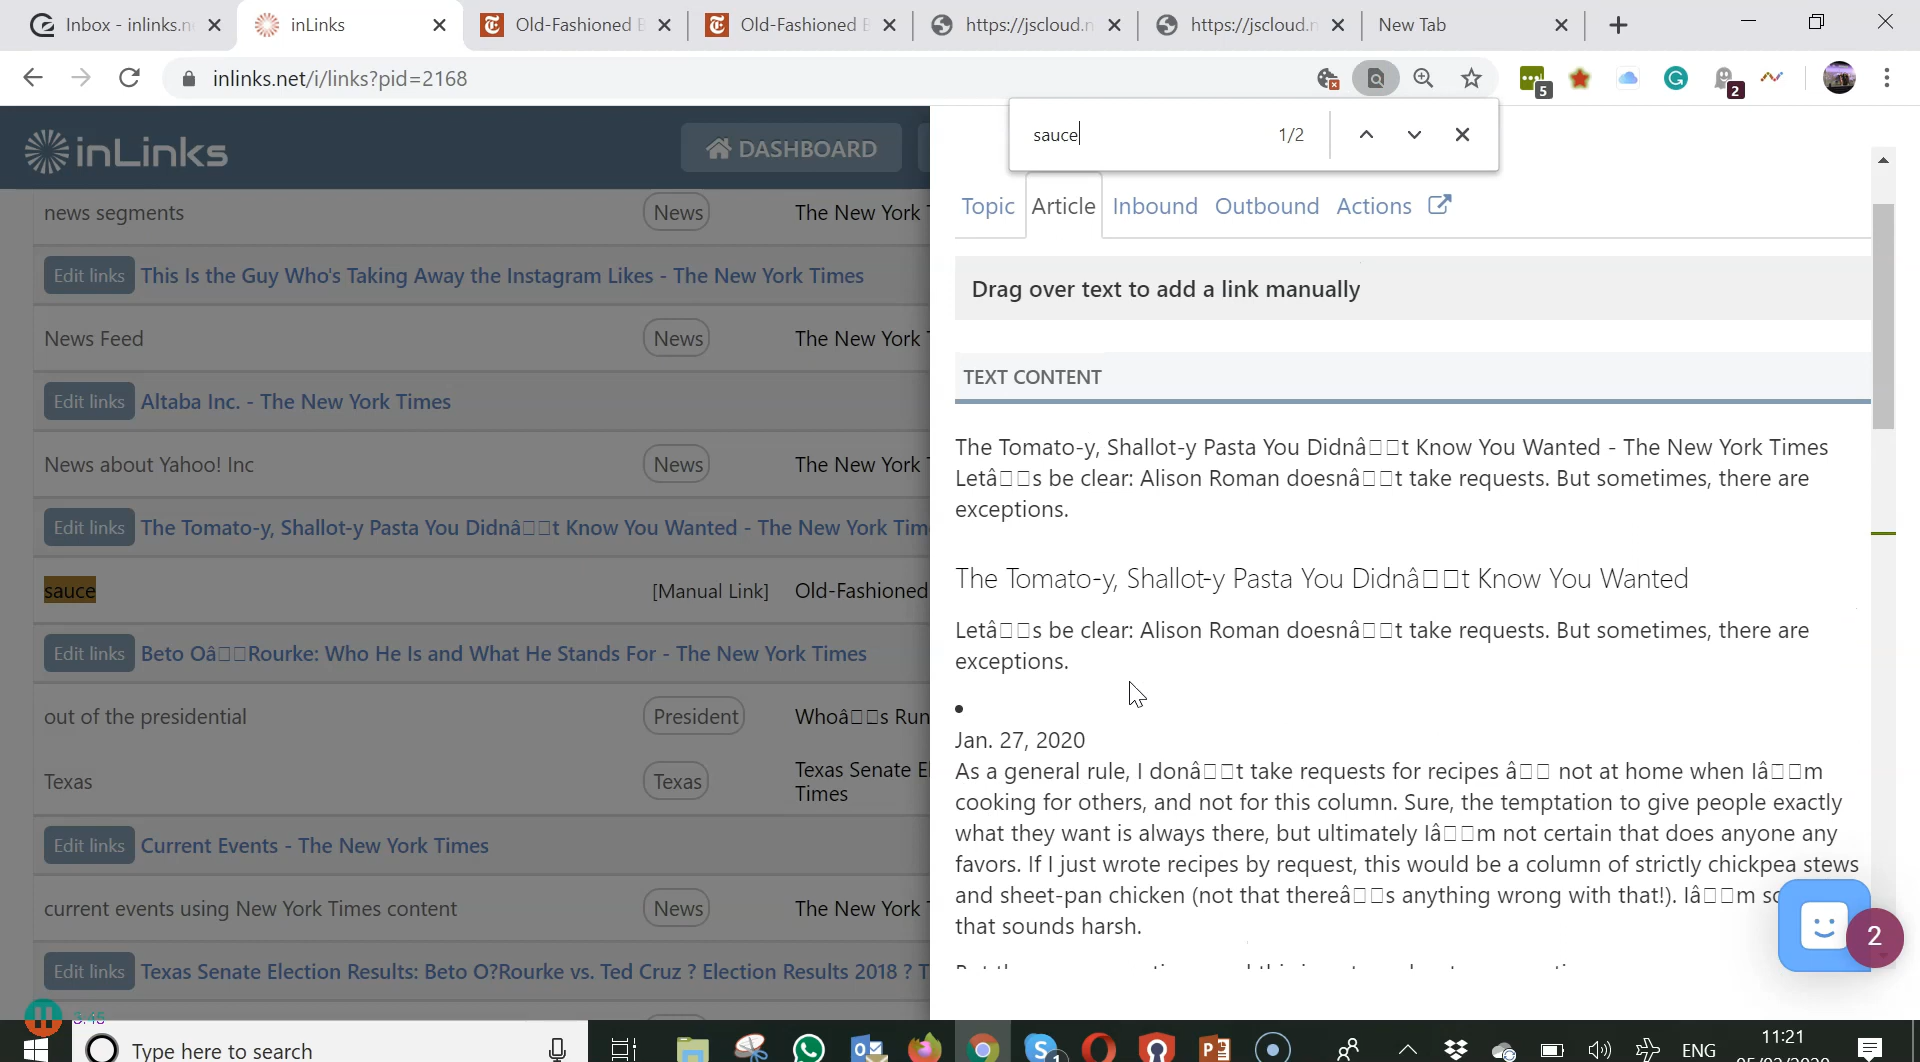 Inbox - inlinks.n
inLinks
Old-Fashioned B
Old-Fashioned B
https://jscloud.n
https://jscloud.n
New Tab
inlinks.net/i/links?pid=2168
5
2
sauce
1/2
inLinks
DASHBOARD
news segments
News
The New York T
Edit links
This Is the Guy Who's Taking Away the Instagram Likes - The New York Times
News Feed
News
The New York T
Edit links
Altaba Inc. - The New York Times
News about Yahoo! Inc
News
The New York T
Edit links
The Tomato-y, Shallot-y Pasta You Didnâ□□t Know You Wanted - The New York Tim
sauce
[Manual Link]
Old-Fashioned
Edit links
Beto Oâ□□Rourke: Who He Is and What He Stands For - The New York Times
out of the presidential
President
Whoâ□□s Run
Texas
Texas
Texas Senate El
Times
Edit links
Current Events - The New York Times
current events using New York Times content
News
The New York T
Edit links
Texas Senate Election Results: Beto O?Rourke vs. Ted Cruz ? Election Results 2018 ? T
Topic
Article
Inbound
Outbound
Actions
Drag over text to add a link manually
TEXT CONTENT
The Tomato-y, Shallot-y Pasta You Didnâ□□t Know You Wanted - The New York Times
Letâ□□s be clear: Alison Roman doesnâ□□t take requests. But sometimes, there are
exceptions.
The Tomato-y, Shallot-y Pasta You Didnâ□□t Know You Wanted
Letâ□□s be clear: Alison Roman doesnâ□□t take requests. But sometimes, there are
exceptions.
Jan. 27, 2020
As a general rule, I donâ□□t take requests for recipes â□□ not at home when Iâ□□m
cooking for others, and not for this column. Sure, the temptation to give people exactly
what they want is always there, but ultimately Iâ□□m not certain that does anyone any
favors. If I just wrote recipes by request, this would be a column of strictly chickpea stews
and sheet-pan chicken (not that thereâ□□s anything wrong with that!). Iâ□□m so
that sounds harsh.
2
3:45
Type here to search
1
ENG
11:21